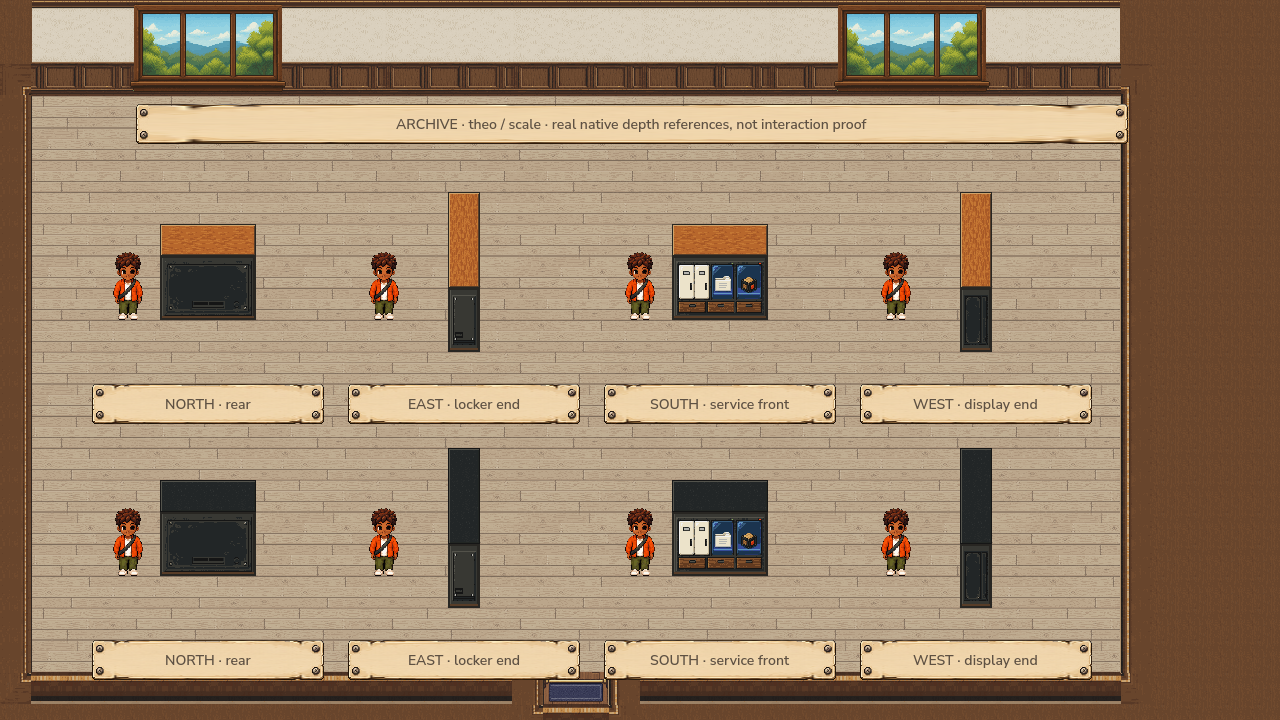 ARCHIVE · theo / scale · real native depth references, not interaction proof
NORTH · rear
EAST · locker end
SOUTH · service front
WEST · display end
NORTH · rear
EAST · locker end
SOUTH · service front
WEST · display end